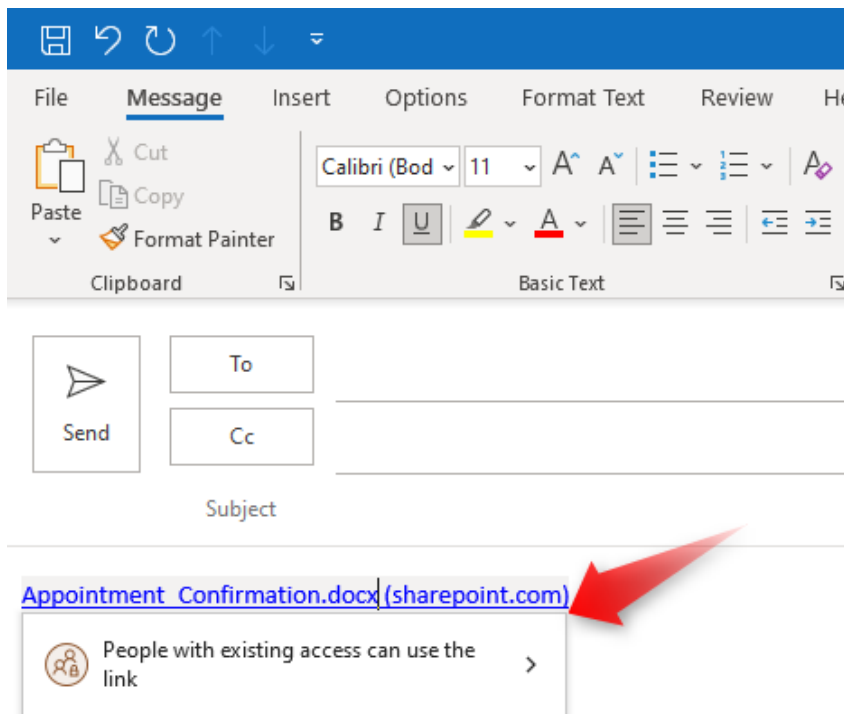 File Message Insert Options Format Text Review He
Cut
Copy
Paste
Format Painter
Clipboard
Calibri (Bod 11 A A A
B I U A
Basic Text
To
Send
Cc
Subject
Appointment_Confirmation.docx (sharepoint.com)
People with existing access can use the
link